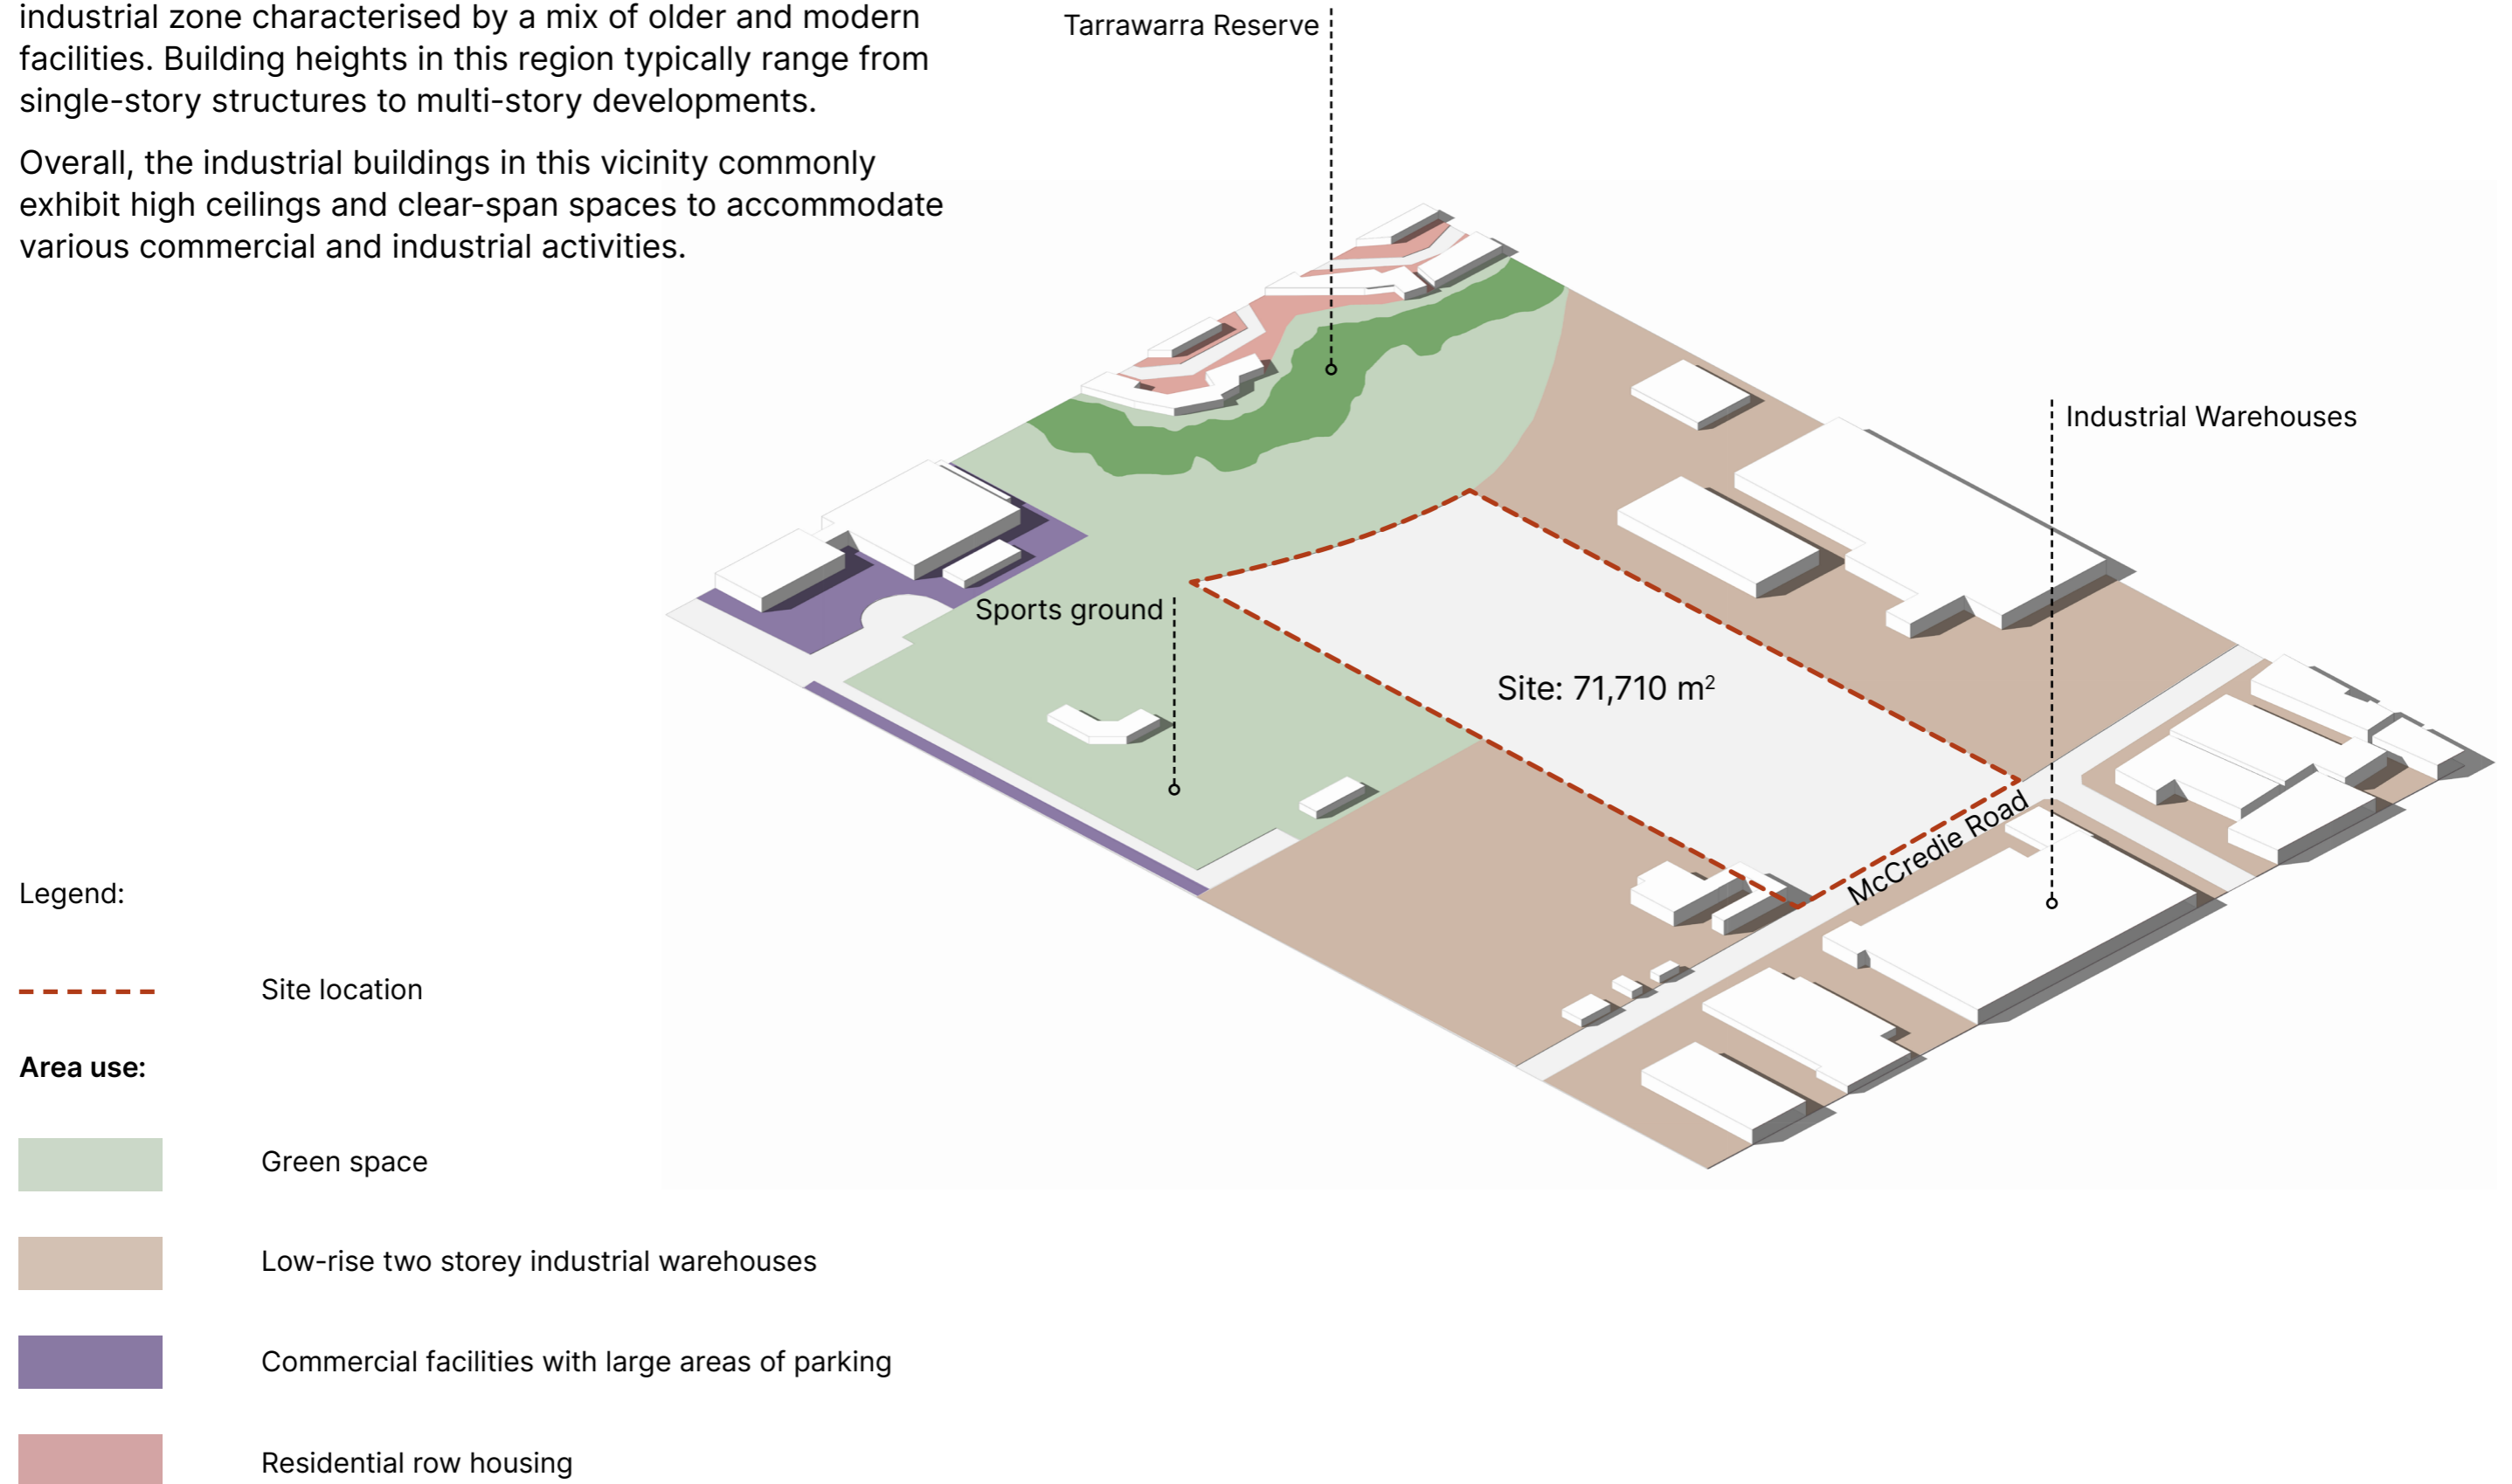 industrial zone characterised by a mix of older and modern
facilities. Building heights in this region typically range from
single-story structures to multi-story developments.
Overall, the industrial buildings in this vicinity commonly
exhibit high ceilings and clear-span spaces to accommodate
various commercial and industrial activities.
Tarrawarra Reserve
Industrial Warehouses
Sports ground
Site: 71,710 m²
McCredie Road
Legend:
Site location
Area use:
Green space
Low-rise two storey industrial warehouses
Commercial facilities with large areas of parking
Residential row housing